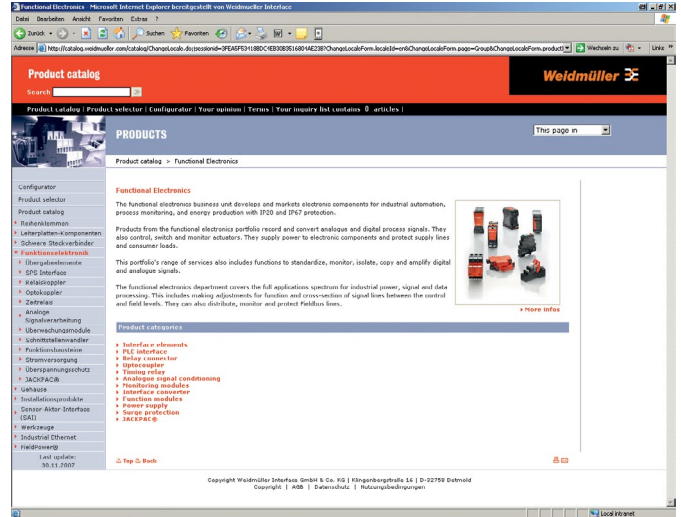 Functional Electronics   Microsoft Internet Explorer bereitgestellt von Weidmueller Interface
Datei Bearbeiten Ansicht Favoriten Extras ?
Zurück Suchen Favoriten
Adresse Wechseln zu Links
Product catalog
Weidmüller
Search
Product catalog | Product selector | Configurator | Your opinion | Terms | Your inquiry list contains 0 articles |
PRODUCTS
This page in
Product catalog > Functional Electronics
Configurator
Product selector
Product catalog
Reihenklemmen
Leiterplatten-Komponenten
Schwere Steckverbinder
Funktionselektronik
Übergabeelemente
SPS Interface
Relaiskoppler
Optokoppler
Zeitrelais
Analoge
Signalverarbeitung
Überwachungsmodule
Schnittstellenwandler
Funktionsbausteine
Stromversorgung
Überspannungsschutz
JACKPAC®
Gehäuse
Installationsprodukte
Sensor Aktor Interface
(SAI)
Werkzeuge
Industrial Ethernet
FieldPower®
Last update:
30.11.2007
Functional Electronics
The functional electronics business unit develops and markets electronic components for industrial automation,
process monitoring, and energy production with IP20 and IP67 protection.
Products from the functional electronics portfolio record and convert analogue and digital process signals. They
also control, switch and monitor actuators. They supply power to electronic components and protect supply lines
and consumer loads.
This portfolio's range of services also includes functions to standardize, monitor, isolate, copy and amplify digital
and analogue signals.
The functional electronics department covers the full applications spectrum for industrial power, signal and data
processing. This includes making adjustments for function and cross-section of signal lines between the control
and field levels. They can also distribute, monitor and protect Fieldbus lines.
More infos
Product categories
Interface elements
PLC interface
Relay connector
Optocoupler
Timing relay
Analogue signal conditioning
Monitoring modules
Interface converter
Function modules
Power supply
Surge protection
JACKPAC®
Top Back
Copyright Weidmüller Interface GmbH & Co. KG | Klingenbergstraße 16 | D-32758 Detmold
Copyright | AGB | Datenschutz | Nutzungsbedingungen
Local intranet